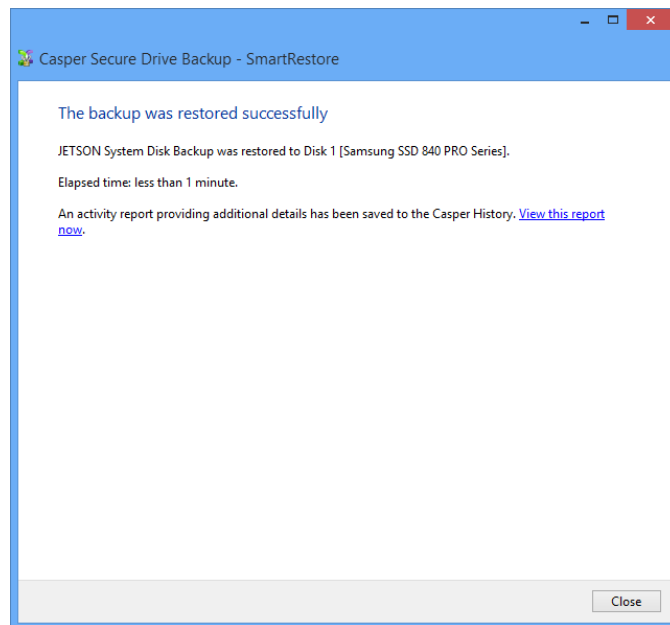 Casper Secure Drive Backup - SmartRestore
The backup was restored successfully
JETSON System Disk Backup was restored to Disk 1 [Samsung SSD 840 PRO Series].
Elapsed time: less than 1 minute.
An activity report providing additional details has been saved to the Casper History. View this report
now.
Close